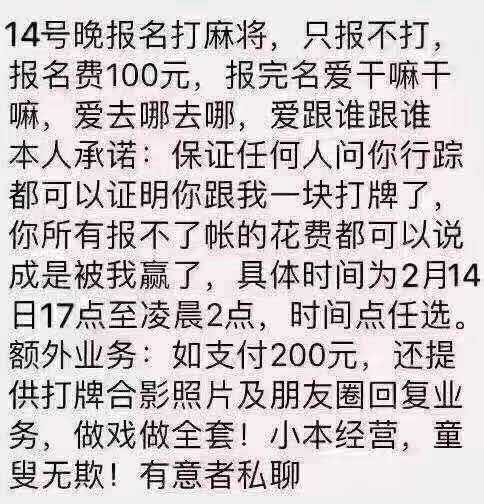 14号晚报名打麻将，只报不打，
报名费100元，报完名爱干嘛干
嘛，爱去哪去哪，爱跟谁跟谁
本人承诺：保证任何人问你行踪
都可以证明你跟我一块打牌了，
你所有报不了帐的花费都可以说
成是被我赢了，具体时间为2月14
日17点至凌晨2点，时间点任选。
额外业务：如支付200元，还提
供打牌合影照片及朋友圈回复业
务，做戏做全套！小本经营，童
叟无欺！有意者私聊